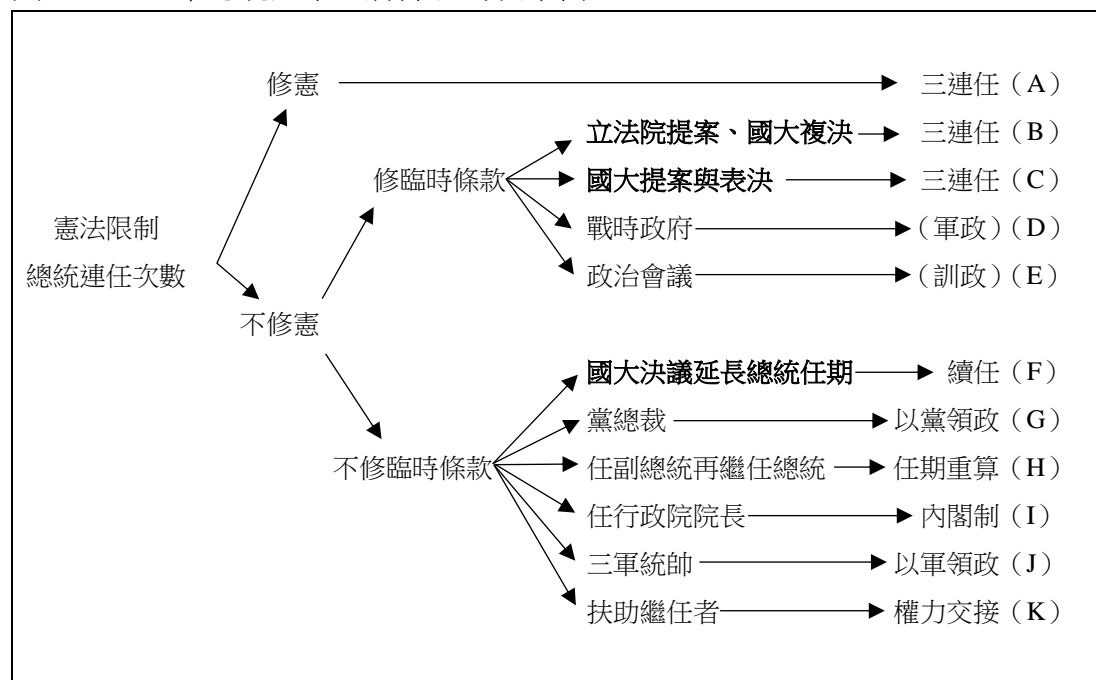 修憲 三連任（A）
立法院提案、國大複決 三連任（B）
修臨時條款 國大提案與表決 三連任（C）
憲法限制 戰時政府 （軍政）（D）
總統連任次數 政治會議 （訓政）（E）
不修憲
國大決議延長總統任期 續任（F）
黨總裁 以黨領政（G）
不修臨時條款 任副總統再繼任總統 任期重算（H）
任行政院院長 內閣制（I）
三軍統帥 以軍領政（J）
扶助繼任者 權力交接（K）